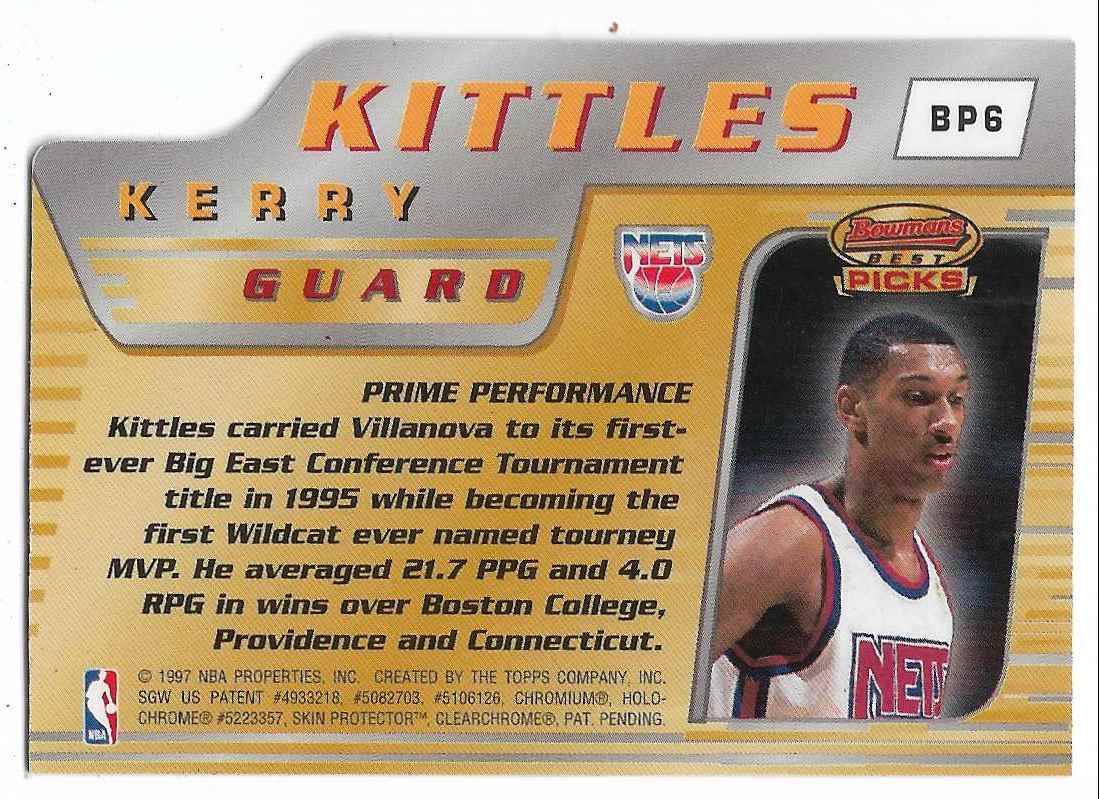 KITTLES
BP6
KERRY
GUARD
NETS
Bowmans
BEST
PICKS
PRIME PERFORMANCE
Kittles carried Villanova to its first-
ever Big East Conference Tournament
title in 1995 while becoming the
first Wildcat ever named tourney
MVP. He averaged 21.7 PPG and 4.0
RPG in wins over Boston College,
Providence and Connecticut.
NETS
© 1997 NBA PROPERTIES, INC. CREATED BY THE TOPPS COMPANY, INC.
SGW US PATENT #4933218, #5082703, #5106126, CHROMIUM®, HOLO-
CHROME® #5223357, SKIN PROTECTOR™, CLEARCHROME®, PAT. PENDING.
NBA